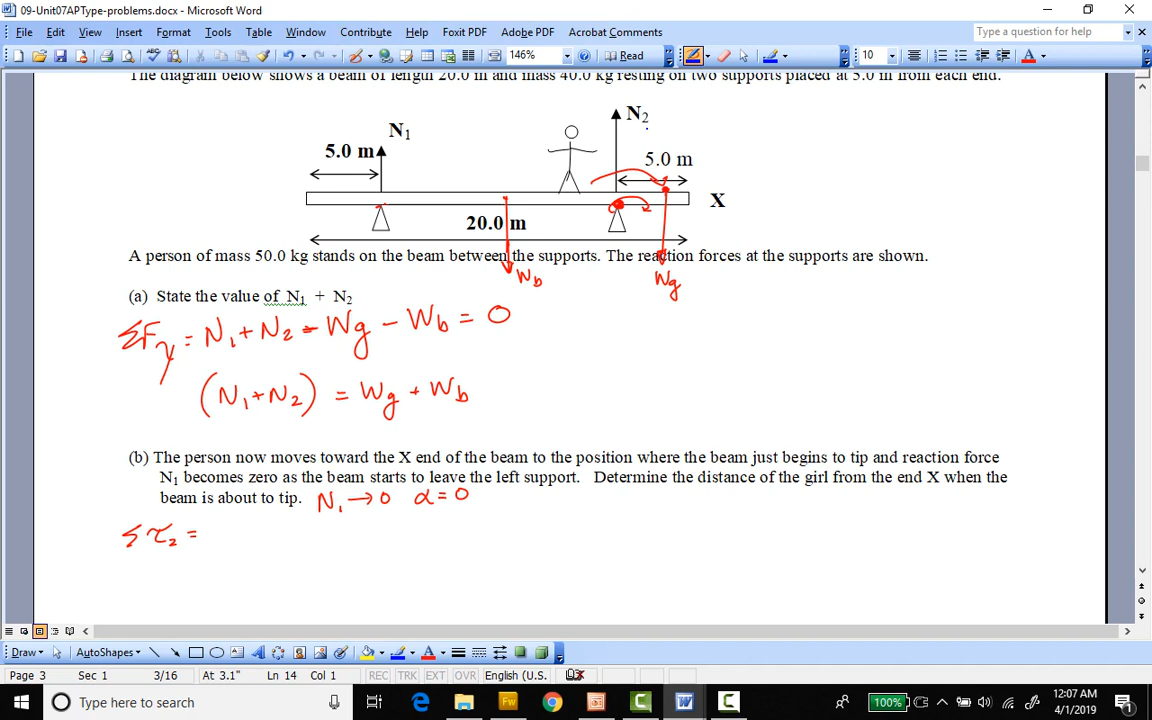 09-Unit07APType-problems.docx - Microsoft Word
File Edit View Insert Format Tools Table Window Contribute Help Foxit PDF Adobe PDF Acrobat Comments Type a question for help
146% Read 10
The diagram below shows a beam of length 20.0 m and mass 40.0 kg resting on two supports placed at 5.0 m from each end.
N₁ N₂
5.0 m 5.0 m
X
20.0 m
A person of mass 50.0 kg stands on the beam between the supports. The reaction forces at the supports are shown.
W_b W_g
(a) State the value of N₁ + N₂
ΣF_y = N₁ + N₂ - W_g - W_b = 0
(N₁ + N₂) = W_g + W_b
(b) The person now moves toward the X end of the beam to the position where the beam just begins to tip and reaction force
N₁ becomes zero as the beam starts to leave the left support. Determine the distance of the girl from the end X when the
beam is about to tip. N₁ → 0 α = 0
Στ₂ =
Draw AutoShapes
Page 3 Sec 1 3/16 At 3.1" Ln 14 Col 1 REC TRK EXT OVR English (U.S.
Type here to search 100% 12:07 AM
4/1/2019